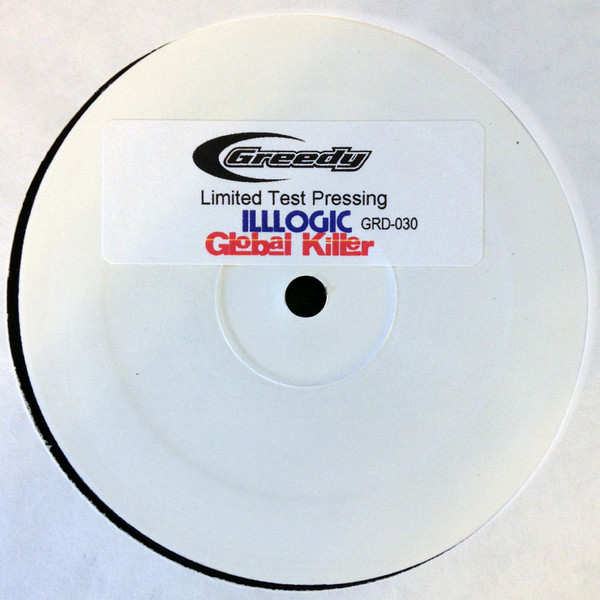 Greedy
Limited Test Pressing
ILLLOGIC GRD-030
Global Killer